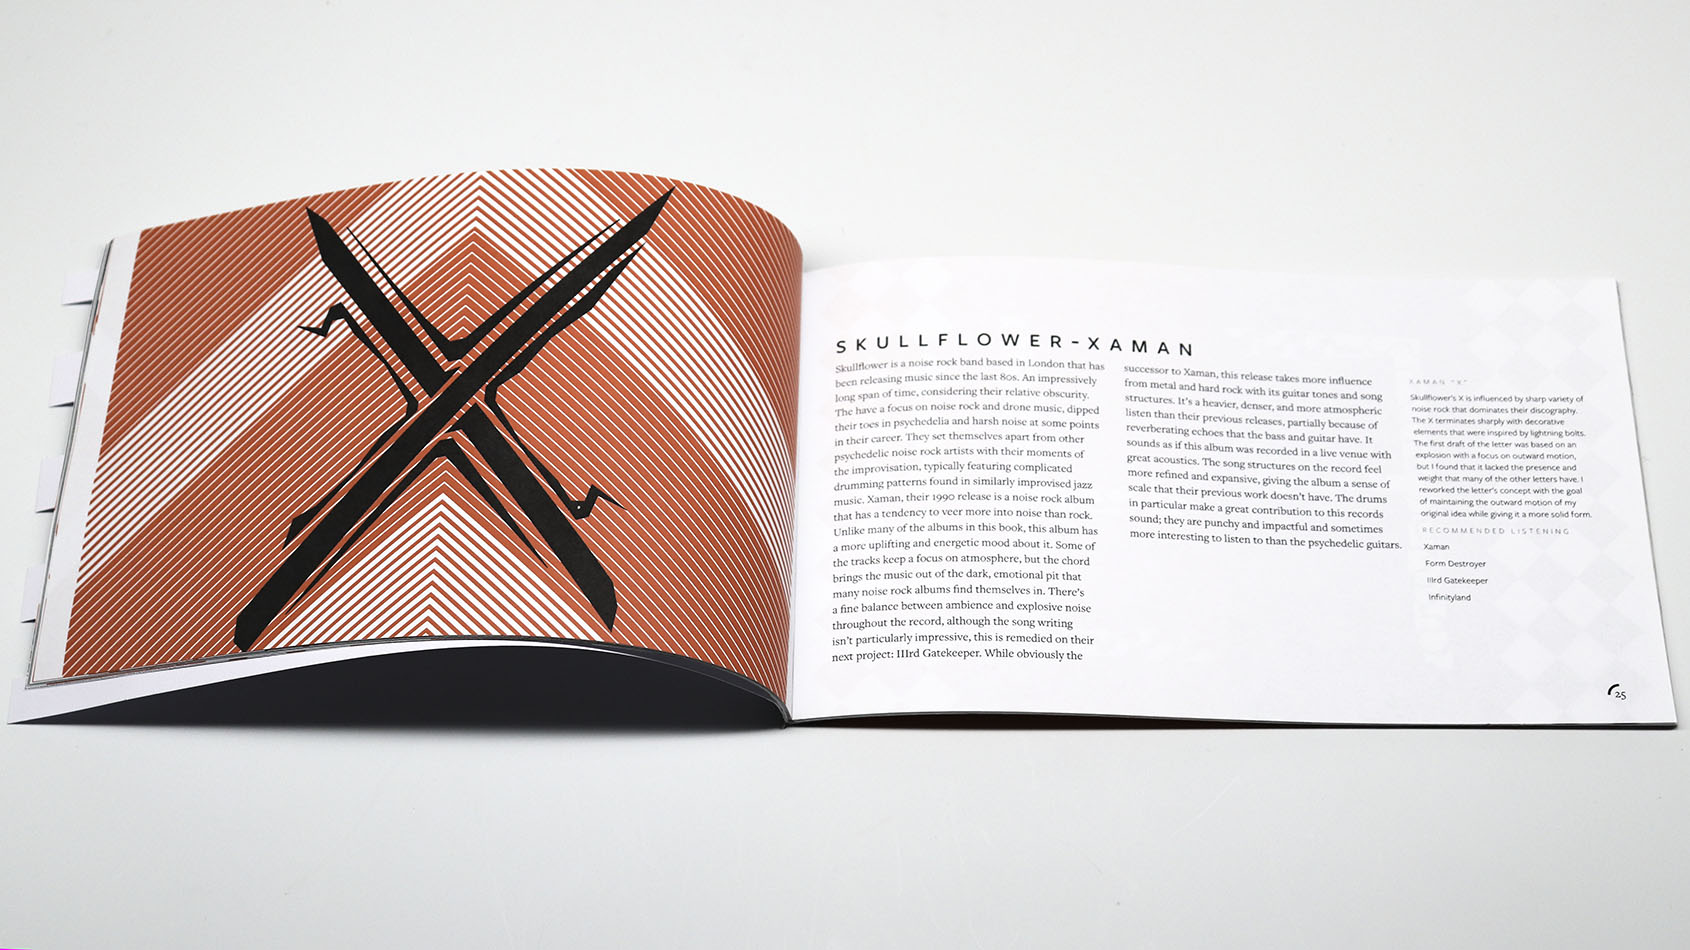 SKULLFLOWER-XAMAN
Skullflower is a noise rock band based in London that has
been releasing music since the last 80s. An impressively
long span of time, considering their relative obscurity.
The have a focus on noise rock and drone music, dipped
their toes in psychedelia and harsh noise at some points
in their career. They set themselves apart from other
psychedelic noise rock artists with their moments of
the improvisation, typically featuring complicated
drumming patterns found in similarly improvised jazz
music. Xaman, their 1990 release is a noise rock album
that has a tendency to veer more into noise than rock.
Unlike many of the albums in this book, this album has
a more uplifting and energetic mood about it. Some of
the tracks keep a focus on atmosphere, but the chord
brings the music out of the dark, emotional pit that
many noise rock albums find themselves in. There's
a fine balance between ambience and explosive noise
throughout the record, although the song writing
isn't particularly impressive, this is remedied on their
next project: IIIrd Gatekeeper. While obviously the
successor to Xaman, this release takes more influence
from metal and hard rock with its guitar tones and song
structures. It's a heavier, denser, and more atmospheric
listen than their previous releases, partially because of
reverberating echoes that the bass and guitar have. It
sounds as if this album was recorded in a live venue with
great acoustics. The song structures on the record feel
more refined and expansive, giving the album a sense of
scale that their previous work doesn't have. The drums
in particular make a great contribution to this records
sound; they are punchy and impactful and sometimes
more interesting to listen to than the psychedelic guitars.
XAMAN "X"
Skullflower's X is influenced by sharp variety of
noise rock that dominates their discography.
The X terminates sharply with decorative
elements that were inspired by lightning bolts.
The first draft of the letter was based on an
explosion with a focus on outward motion,
but I found that it lacked the presence and
weight that many of the other letters have. I
reworked the letter's concept with the goal
of maintaining the outward motion of my
original idea while giving it a more solid form.
RECOMMENDED LISTENING
Xaman
Form Destroyer
IIIrd Gatekeeper
Infinityland
25